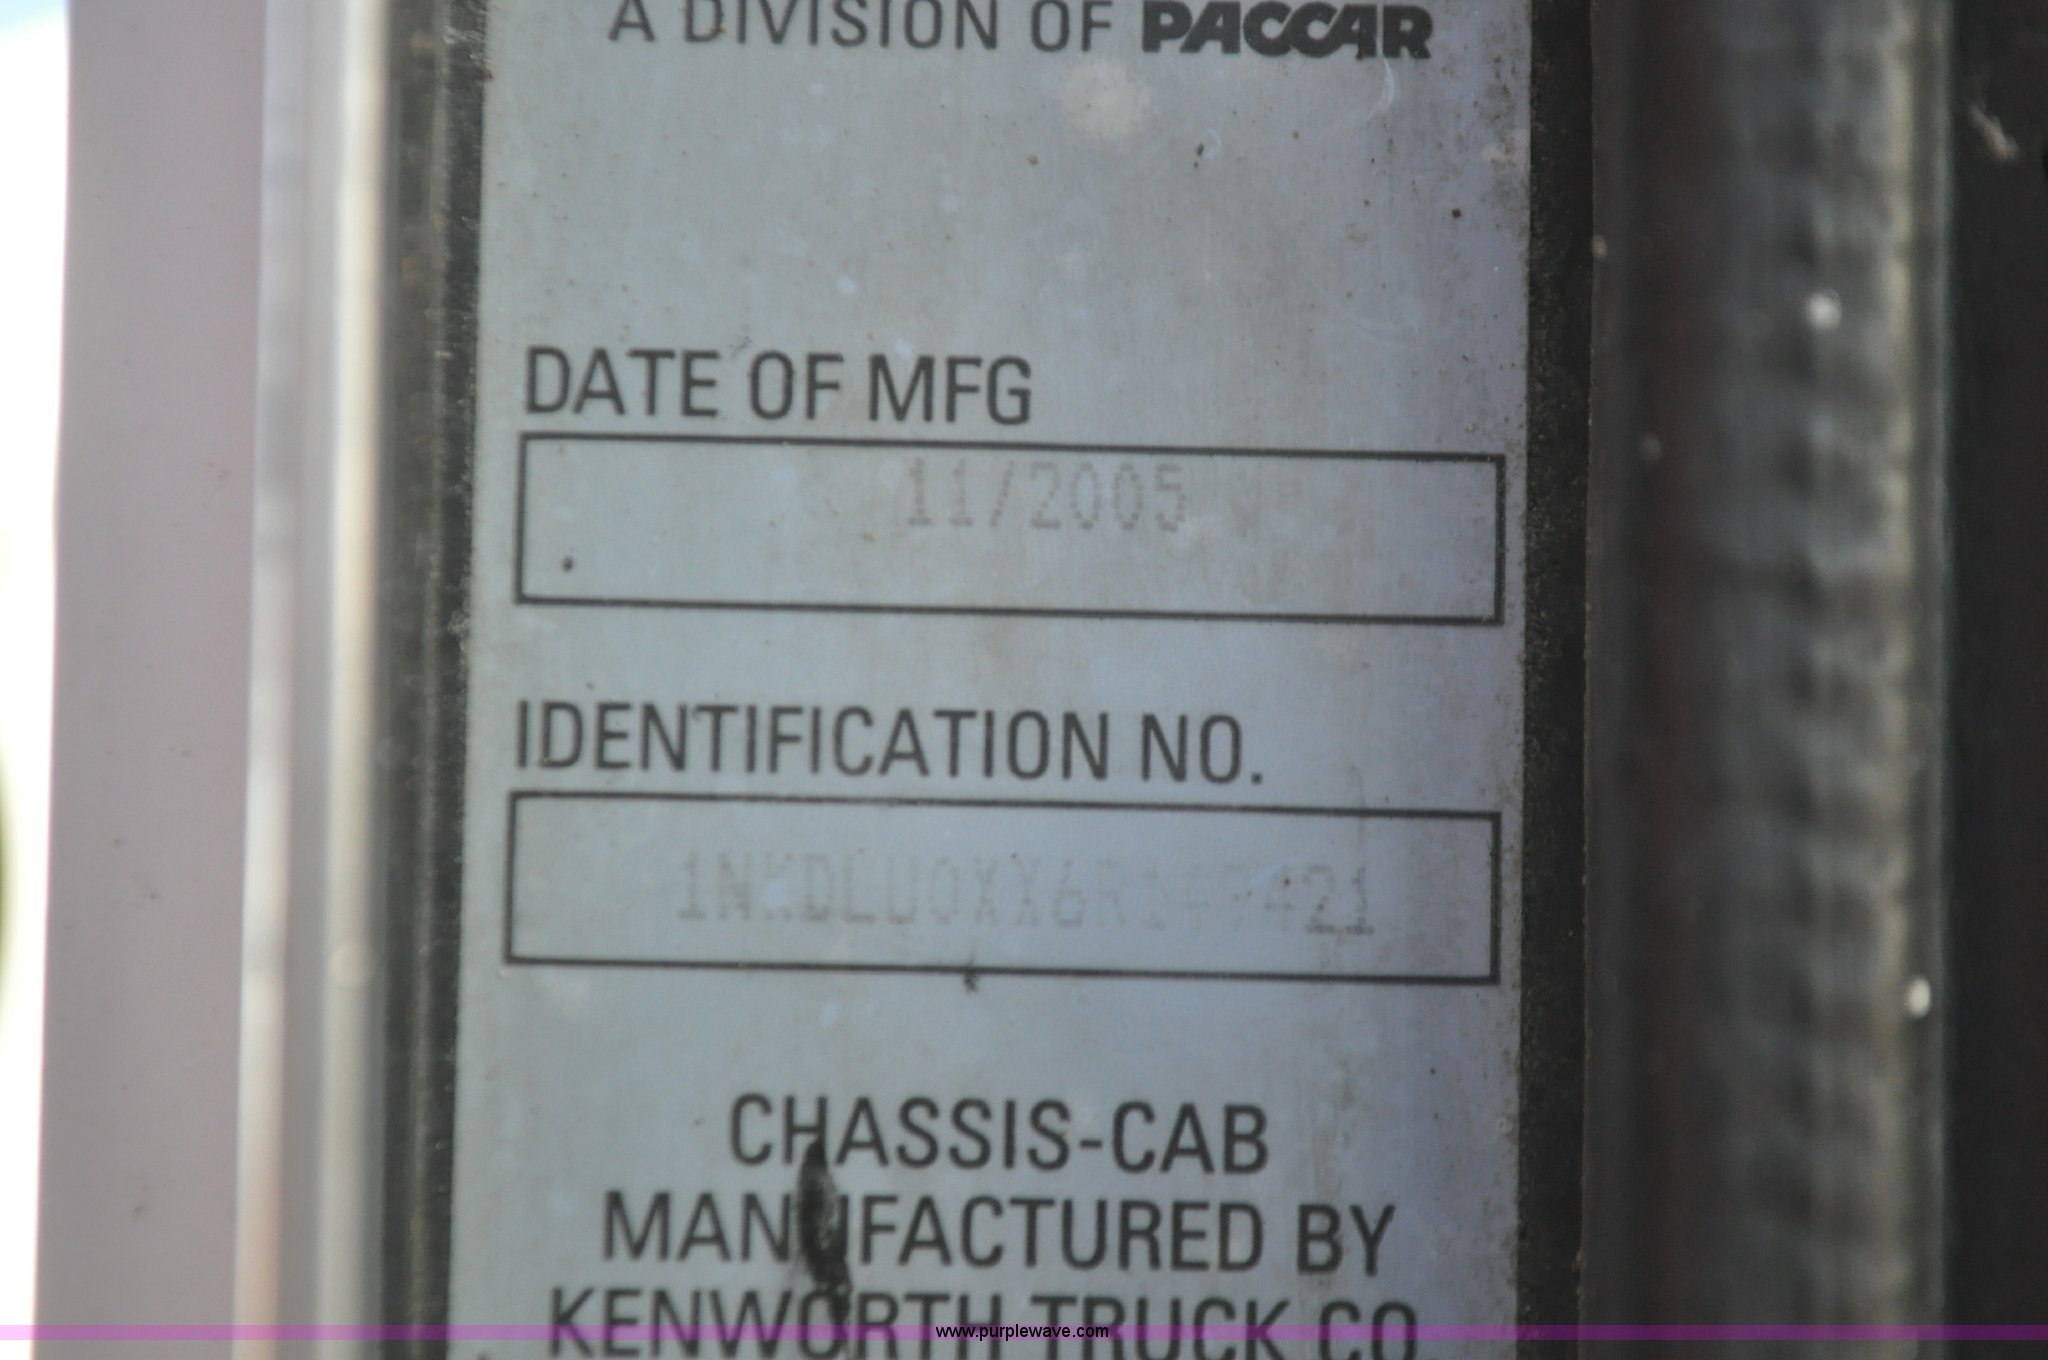 A DIVISION OF PACCAR
DATE OF MFG
11/2005
IDENTIFICATION NO.
CHASSIS-CAB
MANUFACTURED BY
KENWORTH TRUCK CO
www.purplewave.com